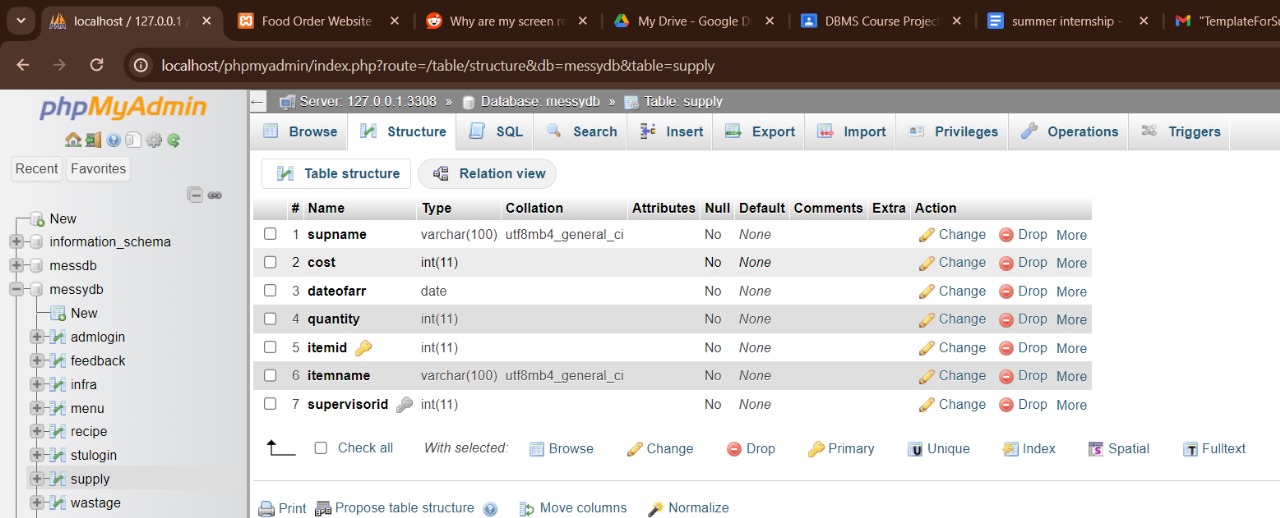 localhost / 127.0.0.1 /
Food Order Website
Why are my screen re
My Drive - Google D
DBMS Course Project
summer internship -
"TemplateForSu
localhost/phpmyadmin/index.php?route=/table/structure&db=messydb&table=supply
phpMyAdmin
Recent Favorites
New
information_schema
messdb
messydb
New
admlogin
feedback
infra
menu
recipe
stulogin
supply
wastage
Server: 127.0.0.1:3308 » Database: messydb » Table: supply
Browse Structure SQL Search Insert Export Import Privileges Operations Triggers
Table structure Relation view
# Name Type Collation Attributes Null Default Comments Extra Action
1 supname varchar(100) utf8mb4_general_ci No None Change Drop More
2 cost int(11) No None Change Drop More
3 dateofarr date No None Change Drop More
4 quantity int(11) No None Change Drop More
5 itemid int(11) No None Change Drop More
6 itemname varchar(100) utf8mb4_general_ci No None Change Drop More
7 supervisorid int(11) No None Change Drop More
Check all With selected: Browse Change Drop Primary Unique Index Spatial Fulltext
Print Propose table structure Move columns Normalize